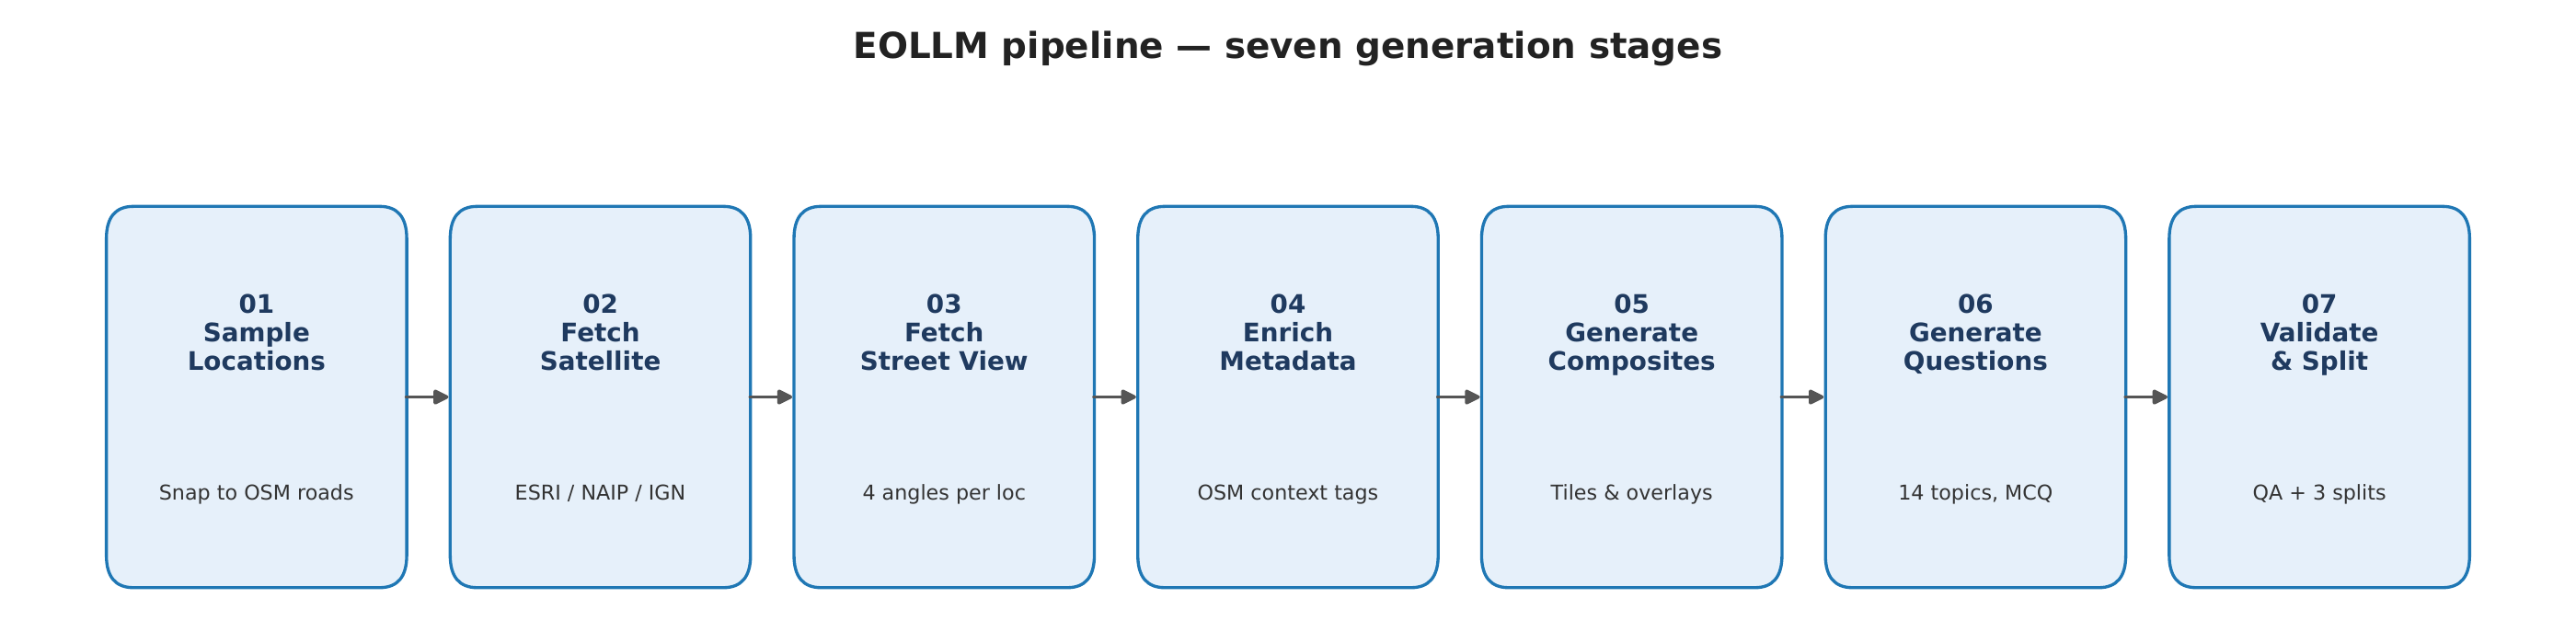 EOLLM pipeline — seven generation stages
01
Sample
Locations
Snap to OSM roads
02
Fetch
Satellite
ESRI / NAIP / IGN
03
Fetch
Street View
4 angles per loc
04
Enrich
Metadata
OSM context tags
05
Generate
Composites
Tiles & overlays
06
Generate
Questions
14 topics, MCQ
07
Validate
& Split
QA + 3 splits